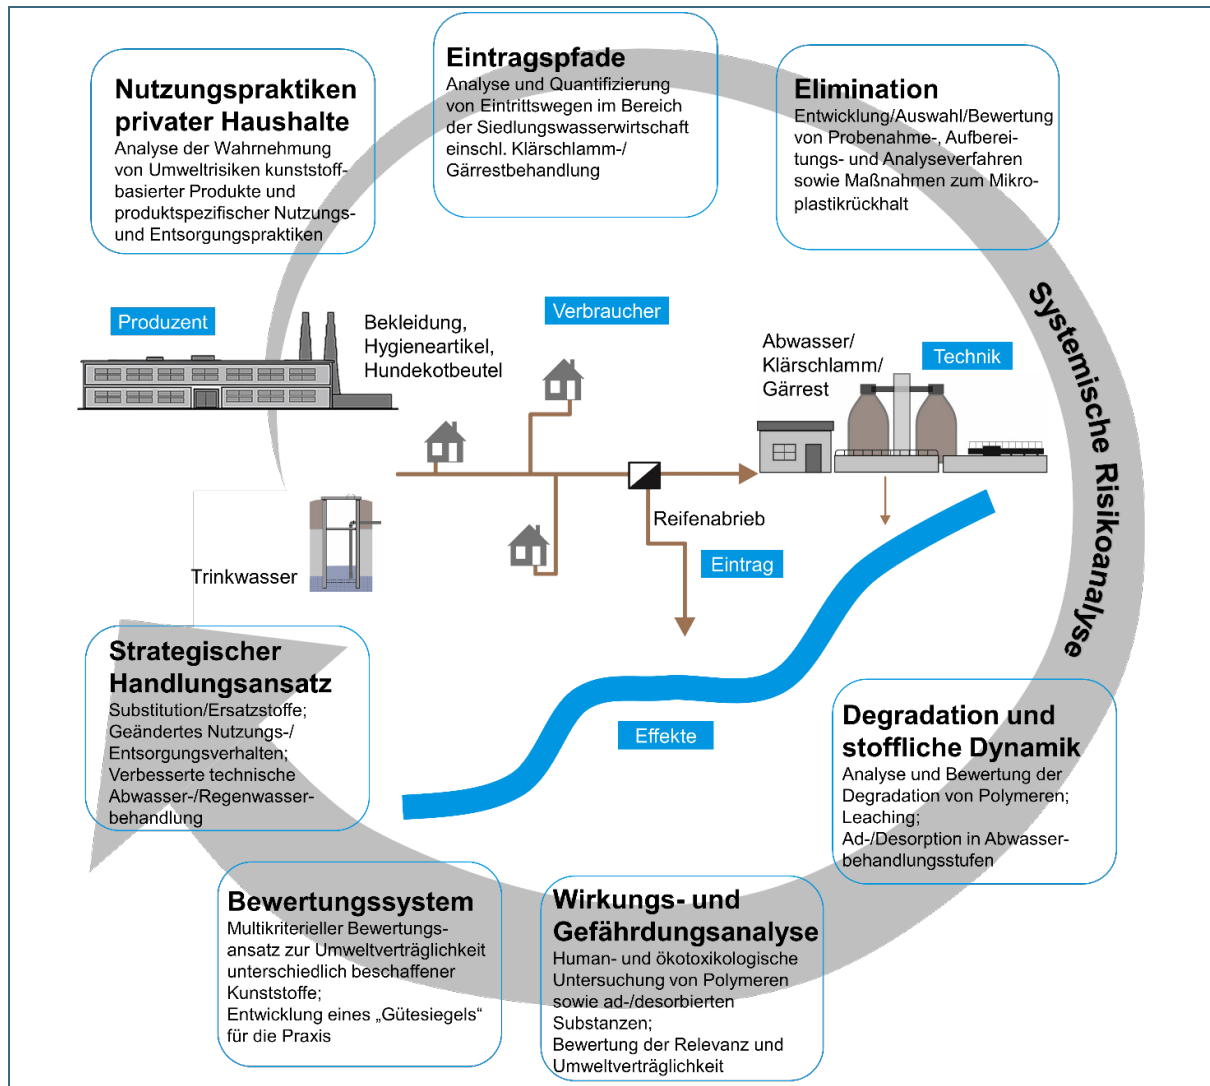 Nutzungspraktiken
privater Haushalte
Analyse der Wahrnehmung
von Umweltrisiken kunststoff-
basierter Produkte und
produktspezifischer Nutzungs-
und Entsorgungspraktiken
Eintragspfade
Analyse und Quantifizierung
von Eintrittswegen im Bereich
der Siedlungswasserwirtschaft
einschl. Klärschlamm-/
Gärrestbehandlung
Elimination
Entwicklung/Auswahl/Bewertung
von Probenahme-, Aufberei-
tungs- und Analyseverfahren
sowie Maßnahmen zum Mikro-
plastikrückhalt
Systemische Risikoanalyse
Produzent
Bekleidung,
Hygieneartikel,
Hundekotbeutel
Verbraucher
Abwasser/
Klärschlamm/
Gärrest
Technik
Reifenabrieb
Eintrag
Trinkwasser
Effekte
Strategischer
Handlungsansatz
Substitution/Ersatzstoffe;
Geändertes Nutzungs-/
Entsorgungsverhalten;
Verbesserte technische
Abwasser-/Regenwasser-
behandlung
Degradation und
stoffliche Dynamik
Analyse und Bewertung der
Degradation von Polymeren;
Leaching;
Ad-/Desorption in Abwasser-
behandlungsstufen
Bewertungssystem
Multikriterieller Bewertungs-
ansatz zur Umweltverträglichkeit
unterschiedlich beschaffener
Kunststoffe;
Entwicklung eines „Gütesiegels“
für die Praxis
Wirkungs- und
Gefährdungsanalyse
Human- und ökotoxikologische
Untersuchung von Polymeren
sowie ad-/desorbierten
Substanzen;
Bewertung der Relevanz und
Umweltverträglichkeit